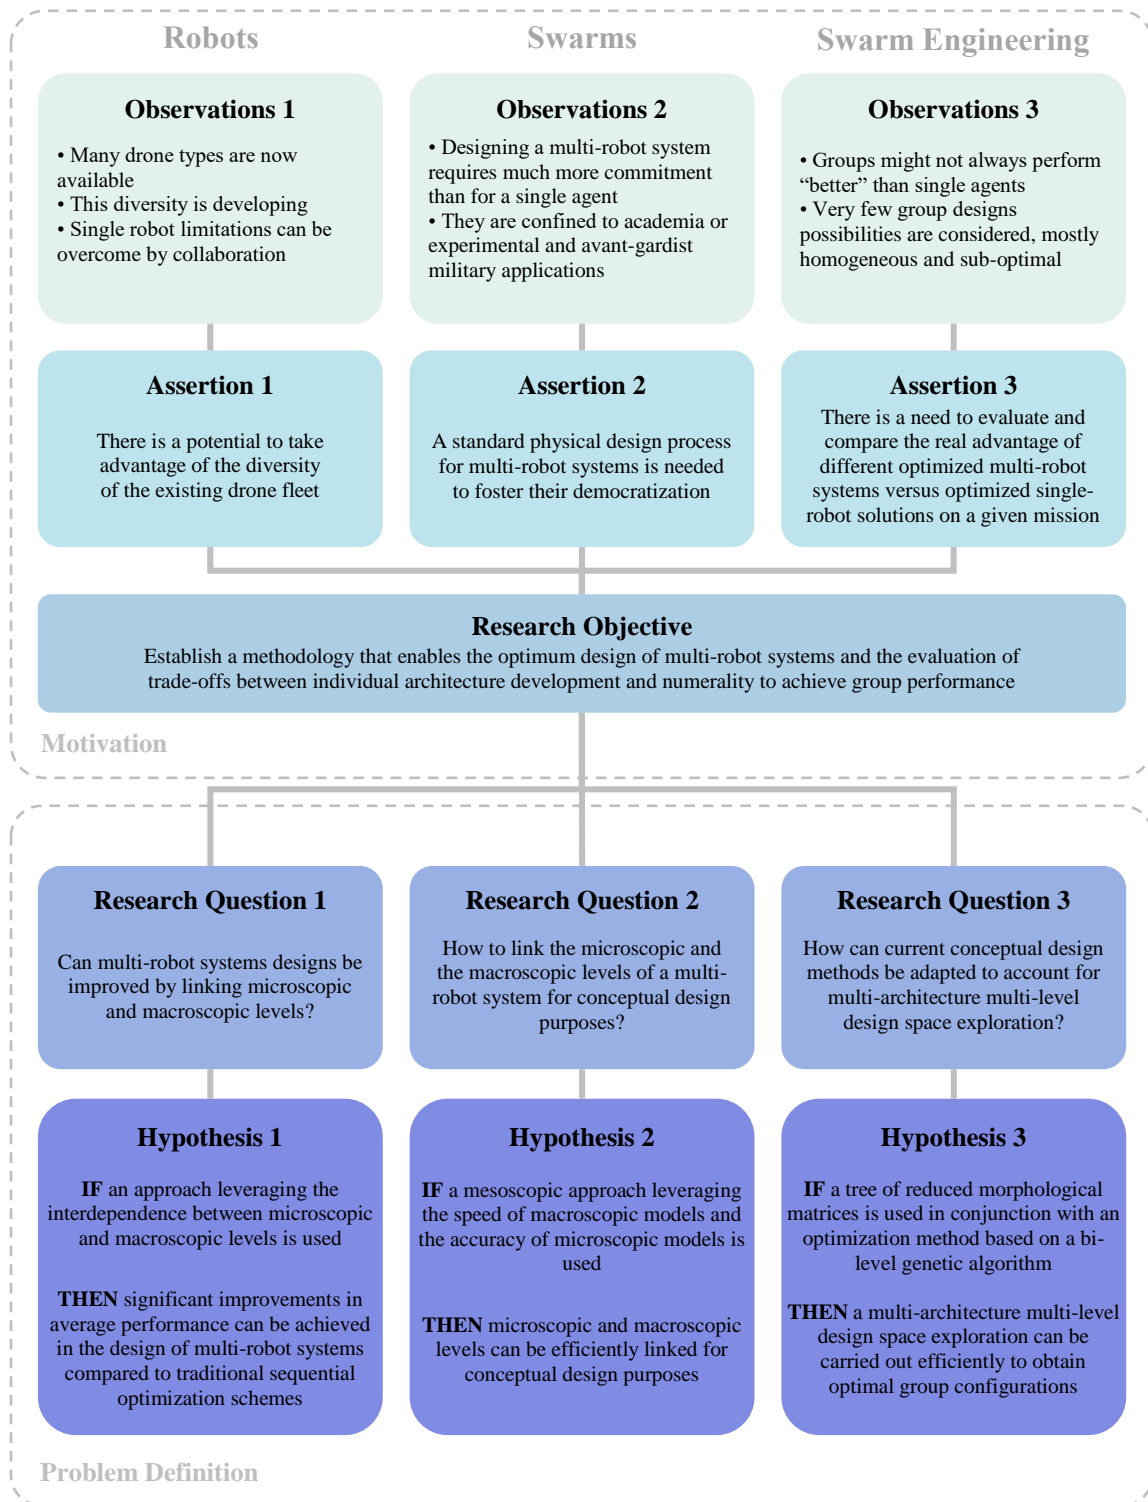 Robots
Swarms
Swarm Engineering
Observations 1
• Many drone types are now
available
• This diversity is developing
• Single robot limitations can be
overcome by collaboration
Observations 2
• Designing a multi-robot system
requires much more commitment
than for a single agent
• They are confined to academia or
experimental and avant-gardist
military applications
Observations 3
• Groups might not always perform
“better” than single agents
• Very few group designs
possibilities are considered, mostly
homogeneous and sub-optimal
Assertion 1
There is a potential to take
advantage of the diversity
of the existing drone fleet
Assertion 2
A standard physical design process
for multi-robot systems is needed
to foster their democratization
Assertion 3
There is a need to evaluate and
compare the real advantage of
different optimized multi-robot
systems versus optimized single-
robot solutions on a given mission
Research Objective
Establish a methodology that enables the optimum design of multi-robot systems and the evaluation of
trade-offs between individual architecture development and numerality to achieve group performance
Motivation
Research Question 1
Can multi-robot systems designs be
improved by linking microscopic
and macroscopic levels?
Research Question 2
How to link the microscopic and
the macroscopic levels of a multi-
robot system for conceptual design
purposes?
Research Question 3
How can current conceptual design
methods be adapted to account for
multi-architecture multi-level
design space exploration?
Hypothesis 1
IF an approach leveraging the
interdependence between microscopic
and macroscopic levels is used
THEN significant improvements in
average performance can be achieved
in the design of multi-robot systems
compared to traditional sequential
optimization schemes
Hypothesis 2
IF a mesoscopic approach leveraging
the speed of macroscopic models and
the accuracy of microscopic models is
used
THEN microscopic and macroscopic
levels can be efficiently linked for
conceptual design purposes
Hypothesis 3
IF a tree of reduced morphological
matrices is used in conjunction with an
optimization method based on a bi-
level genetic algorithm
THEN a multi-architecture multi-level
design space exploration can be
carried out efficiently to obtain
optimal group configurations
Problem Definition